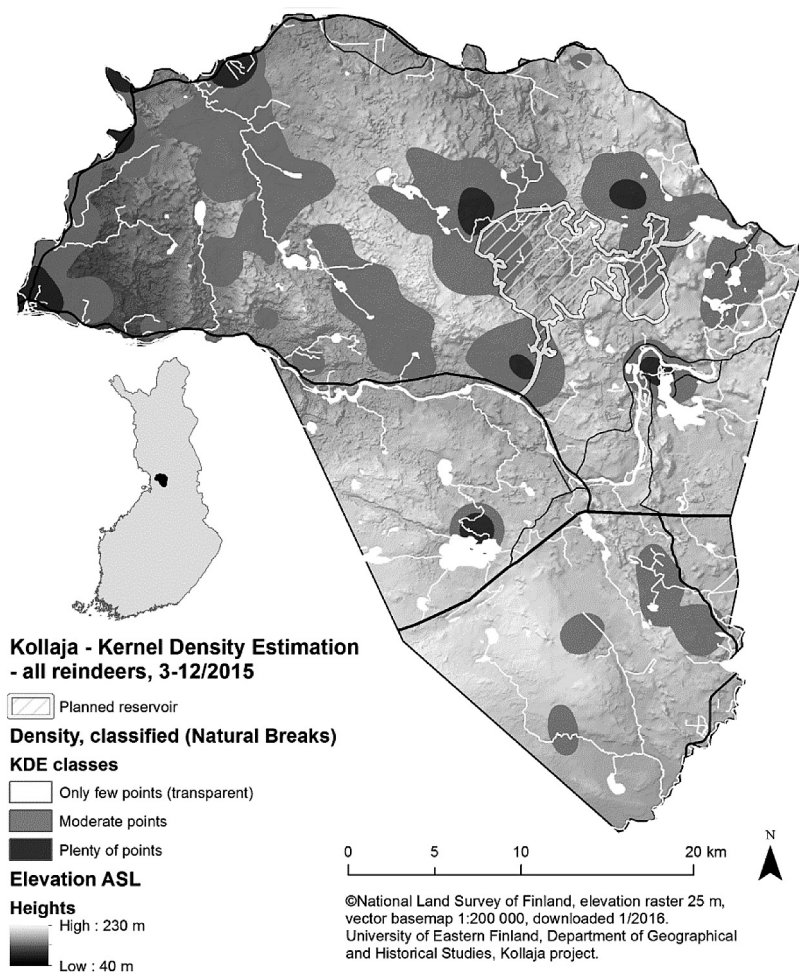 Kollaja - Kernel Density Estimation
- all reindeers, 3-12/2015
Planned reservoir
Density, classified (Natural Breaks)
KDE classes
Only few points (transparent)
Moderate points
Plenty of points
Elevation ASL
Heights
High : 230 m
Low : 40 m
0 5 10 20 km
N
©National Land Survey of Finland, elevation raster 25 m,
vector basemap 1:200 000, downloaded 1/2016.
University of Eastern Finland, Department of Geographical
and Historical Studies, Kollaja project.